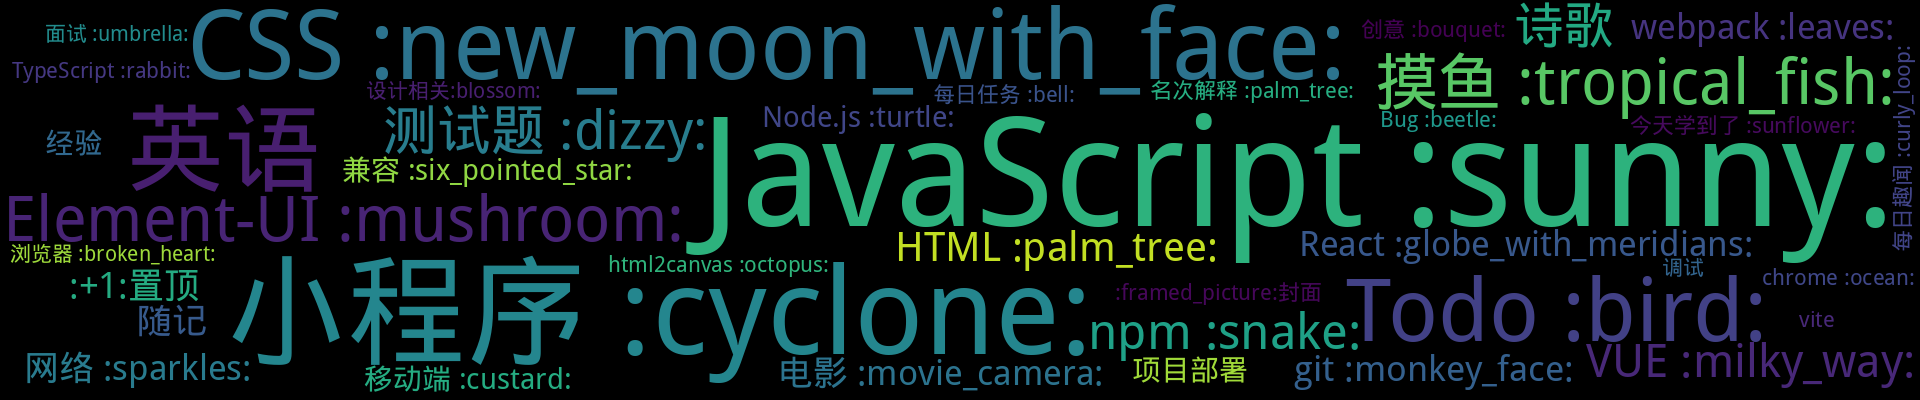 面试 :umbrella:
CSS :new_moon_with_face:
创意 :bouquet:
诗歌
webpack :leaves:
TypeScript :rabbit:
设计相关:blossom:
每日任务 :bell:
名次解释 :palm_tree:
摸鱼 :tropical_fish:
经验
英语
测试题 :dizzy:
Node.js :turtle:
JavaScript :sunny:
Bug :beetle:
今天学到了 :sunflower:
每日趣闻 :curly_loop:
兼容 :six_pointed_star:
Element-UI :mushroom:
HTML :palm_tree:
React :globe_with_meridians:
浏览器 :broken_heart:
:+1:置顶
小程序 :cyclone:
html2canvas :octopus:
调试
chrome :ocean:
:framed_picture:封面
Todo :bird:
随记
npm :snake:
vite
网络 :sparkles:
移动端 :custard:
电影 :movie_camera:
项目部署
git :monkey_face:
VUE :milky_way: